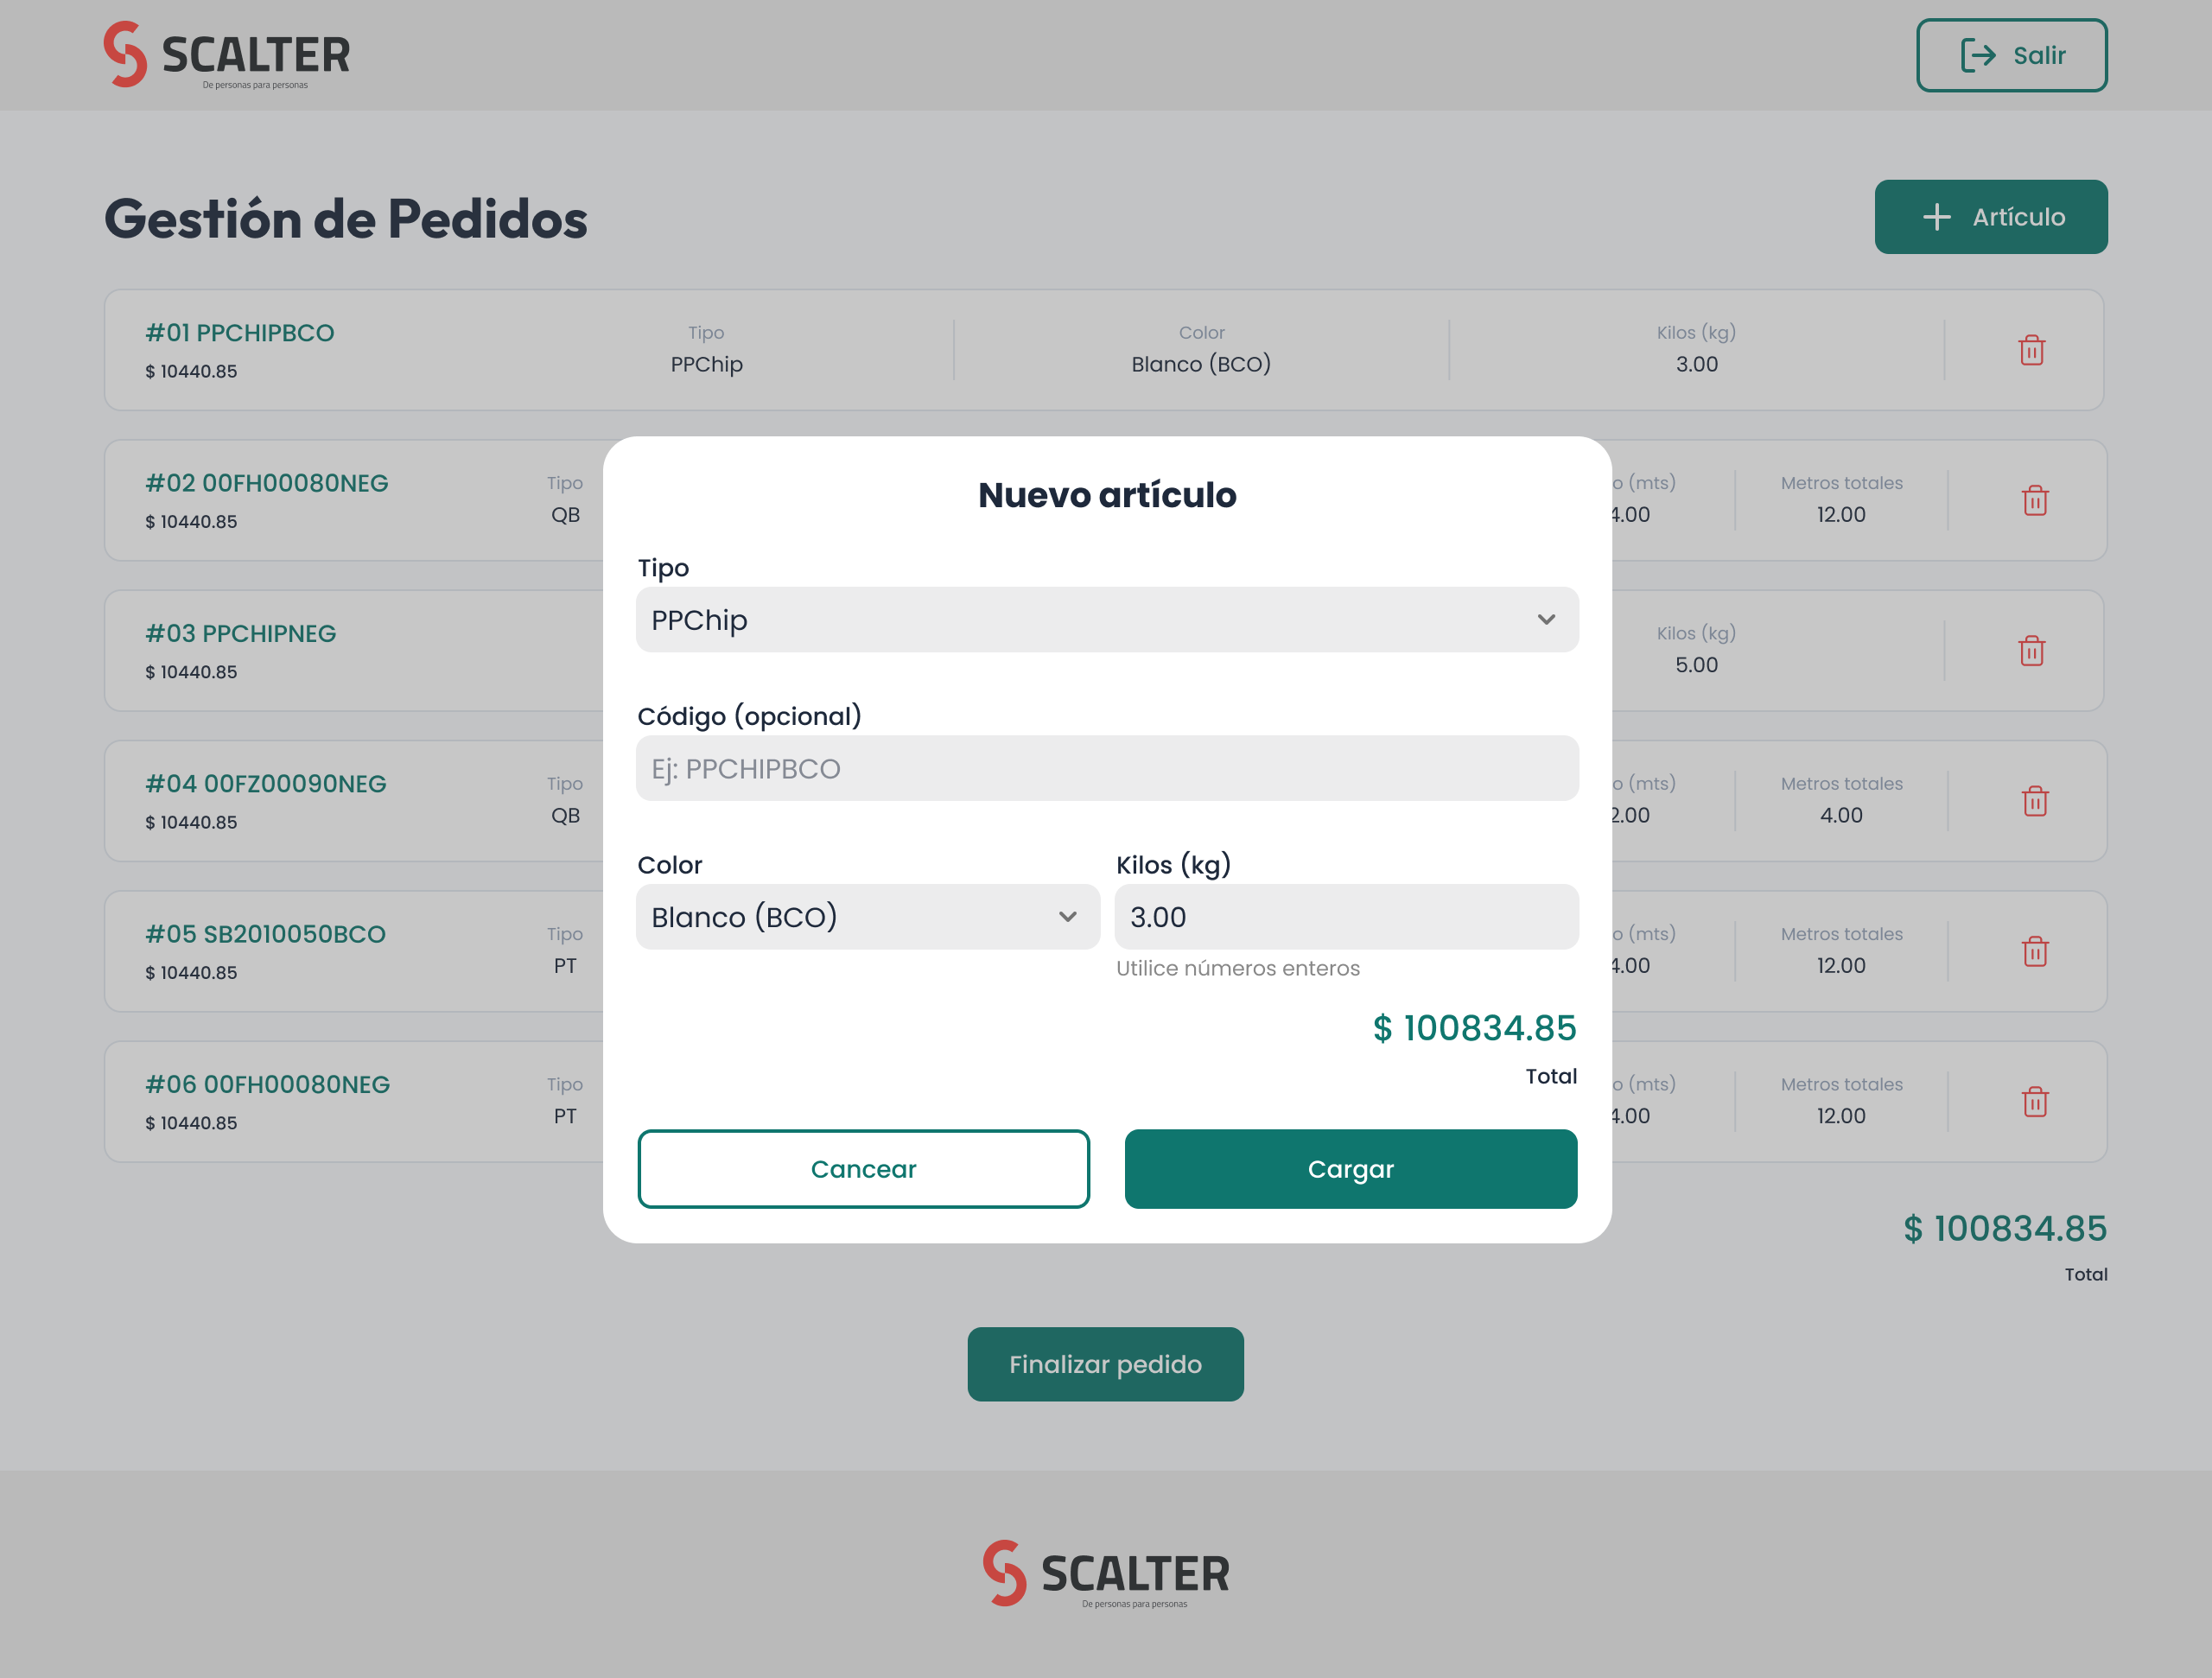 SCALTER
De personas para personas
Salir
Gestión de Pedidos
Artículo
#01 PPCHIPBCO
$ 10440.85
Tipo
PPChip
Color
Blanco (BCO)
Kilos (kg)
3.00
#02 00FH00080NEG
$ 10440.85
Tipo
QB
(mts)
4.00
Metros totales
12.00
#03 PPCHIPNEG
$ 10440.85
Kilos (kg)
5.00
#04 00FZ00090NEG
$ 10440.85
Tipo
QB
(mts)
2.00
Metros totales
4.00
#05 SB2010050BCO
$ 10440.85
Tipo
PT
(mts)
4.00
Metros totales
12.00
#06 00FH00080NEG
$ 10440.85
Tipo
PT
(mts)
4.00
Metros totales
12.00
Nuevo artículo
Tipo
PPChip
Código (opcional)
Ej: PPCHIPBCO
Color
Blanco (BCO)
Kilos (kg)
3.00
Utilice números enteros
$ 100834.85
Total
Cancear
Cargar
$ 100834.85
Total
Finalizar pedido
SCALTER
De personas para personas